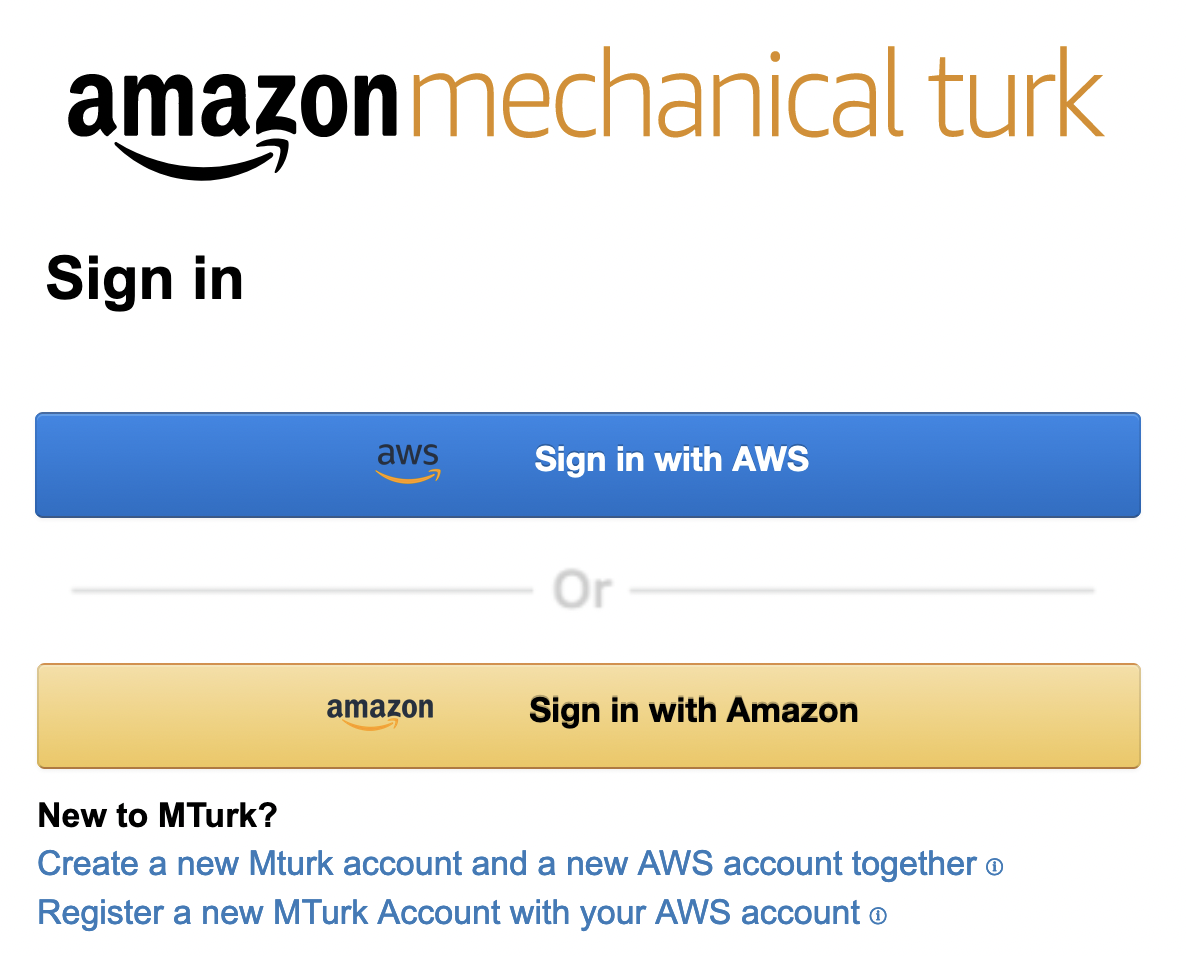 amazon mechanical turk
Sign in
aws Sign in with AWS
Or
amazon Sign in with Amazon
New to MTurk?
Create a new Mturk account and a new AWS account together
Register a new MTurk Account with your AWS account